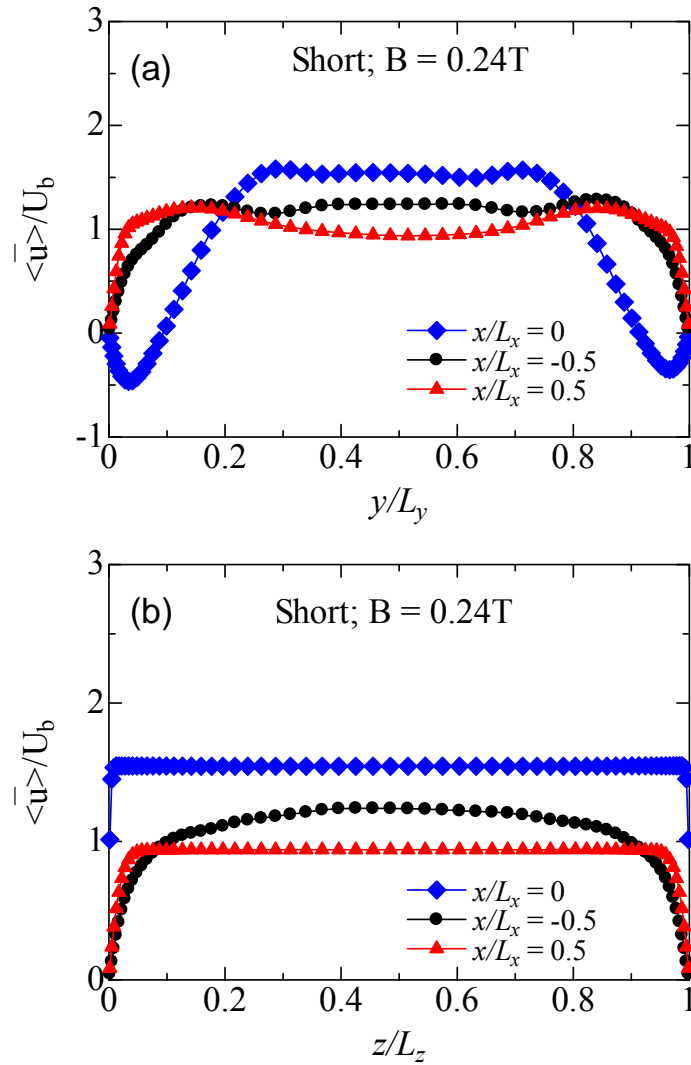 3
(a)
Short; B = 0.24T
2
<u̅>/U_b
1
0
x/L_x = 0
x/L_x = -0.5
x/L_x = 0.5
-1
0 0.2 0.4 0.6 0.8 1
y/L_y
3
(b)
Short; B = 0.24T
2
<u̅>/U_b
1
x/L_x = 0
x/L_x = -0.5
x/L_x = 0.5
0
0 0.2 0.4 0.6 0.8 1
z/L_z